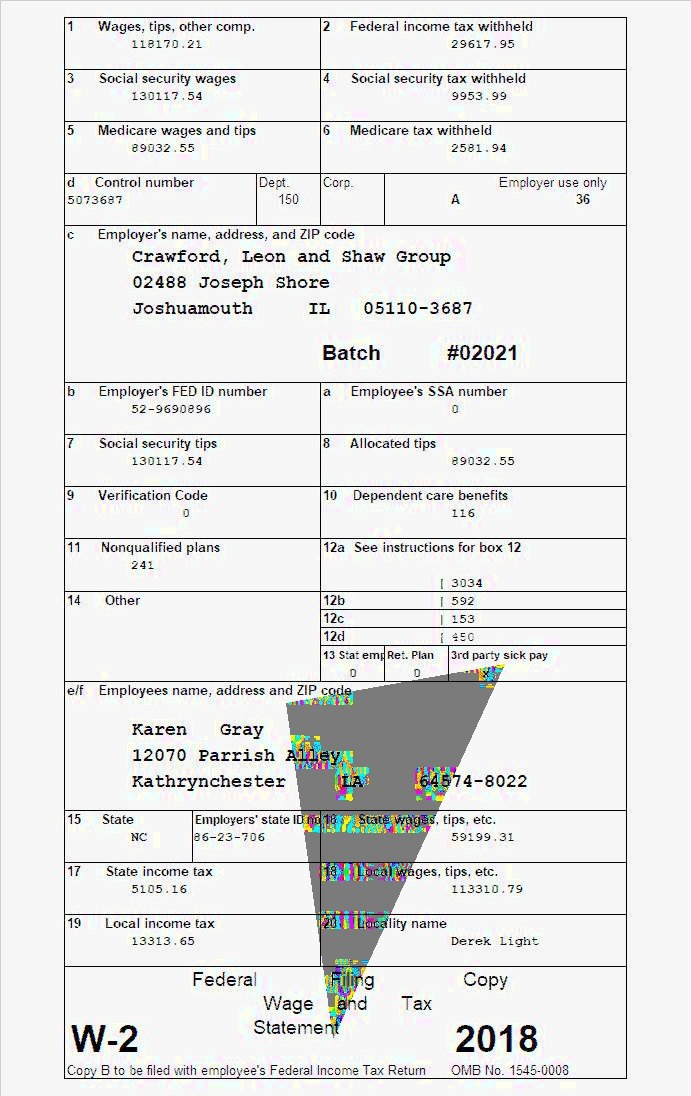 1 Wages, tips, other comp. 2 Federal income tax withheld
118170.21 29617.95
3 Social security wages 4 Social security tax withheld
130117.54 9953.99
5 Medicare wages and tips 6 Medicare tax withheld
89032.55 2581.94
d Control number Dept. Corp. Employer use only
5073687 150 A 36
c Employer's name, address, and ZIP code
Crawford, Leon and Shaw Group
02488 Joseph Shore
Joshuamouth IL 05110-3687
Batch #02021
b Employer's FED ID number a Employee's SSA number
52-9690896 0
7 Social security tips 8 Allocated tips
130117.54 89032.55
9 Verification Code 10 Dependent care benefits
0 116
11 Nonqualified plans 12a See instructions for box 12
241
| 3034
14 Other 12b | 592
12c | 153
12d | 450
13 Stat emp Ret. Plan 3rd party sick pay
0 0 x
e/f Employees name, address and ZIP code
Karen Gray
12070 Parrish Alley
Kathrynchester LA 64574-8022
15 State Employers' state ID no 16 State wages, tips, etc.
NC 86-23-706 59199.31
17 State income tax 18 Local wages, tips, etc.
5105.16 113310.79
19 Local income tax 20 Locality name
13313.65 Derek Light
Federal Filing Copy
Wage and Tax
Statement
W-2 2018
Copy B to be filed with employee's Federal Income Tax Return OMB No. 1545-0008